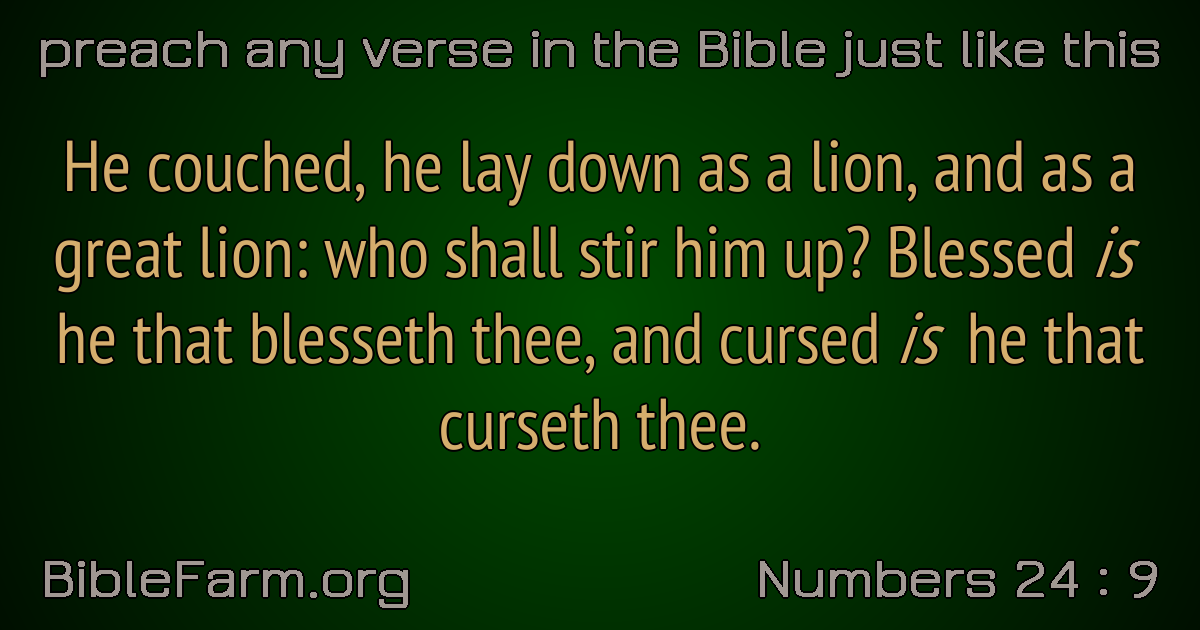 preach any verse in the Bible just like this
He couched, he lay down as a lion, and as a
great lion: who shall stir him up? Blessed is
he that blesseth thee, and cursed is he that
curseth thee.
BibleFarm.org
Numbers 24 : 9